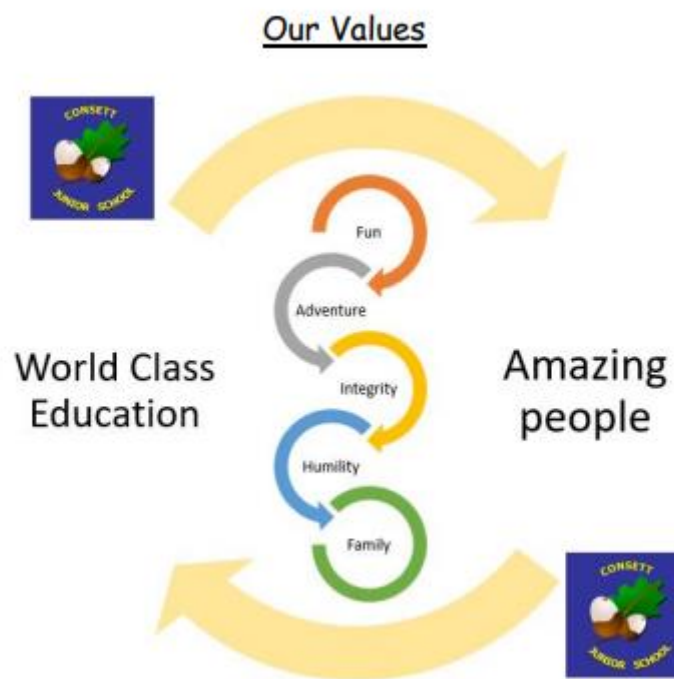 Our Values
CONSETT
JUNIOR SCHOOL
Fun
Adventure
World Class
Education
Integrity
Amazing
people
Humility
Family
CONSETT
JUNIOR SCHOOL